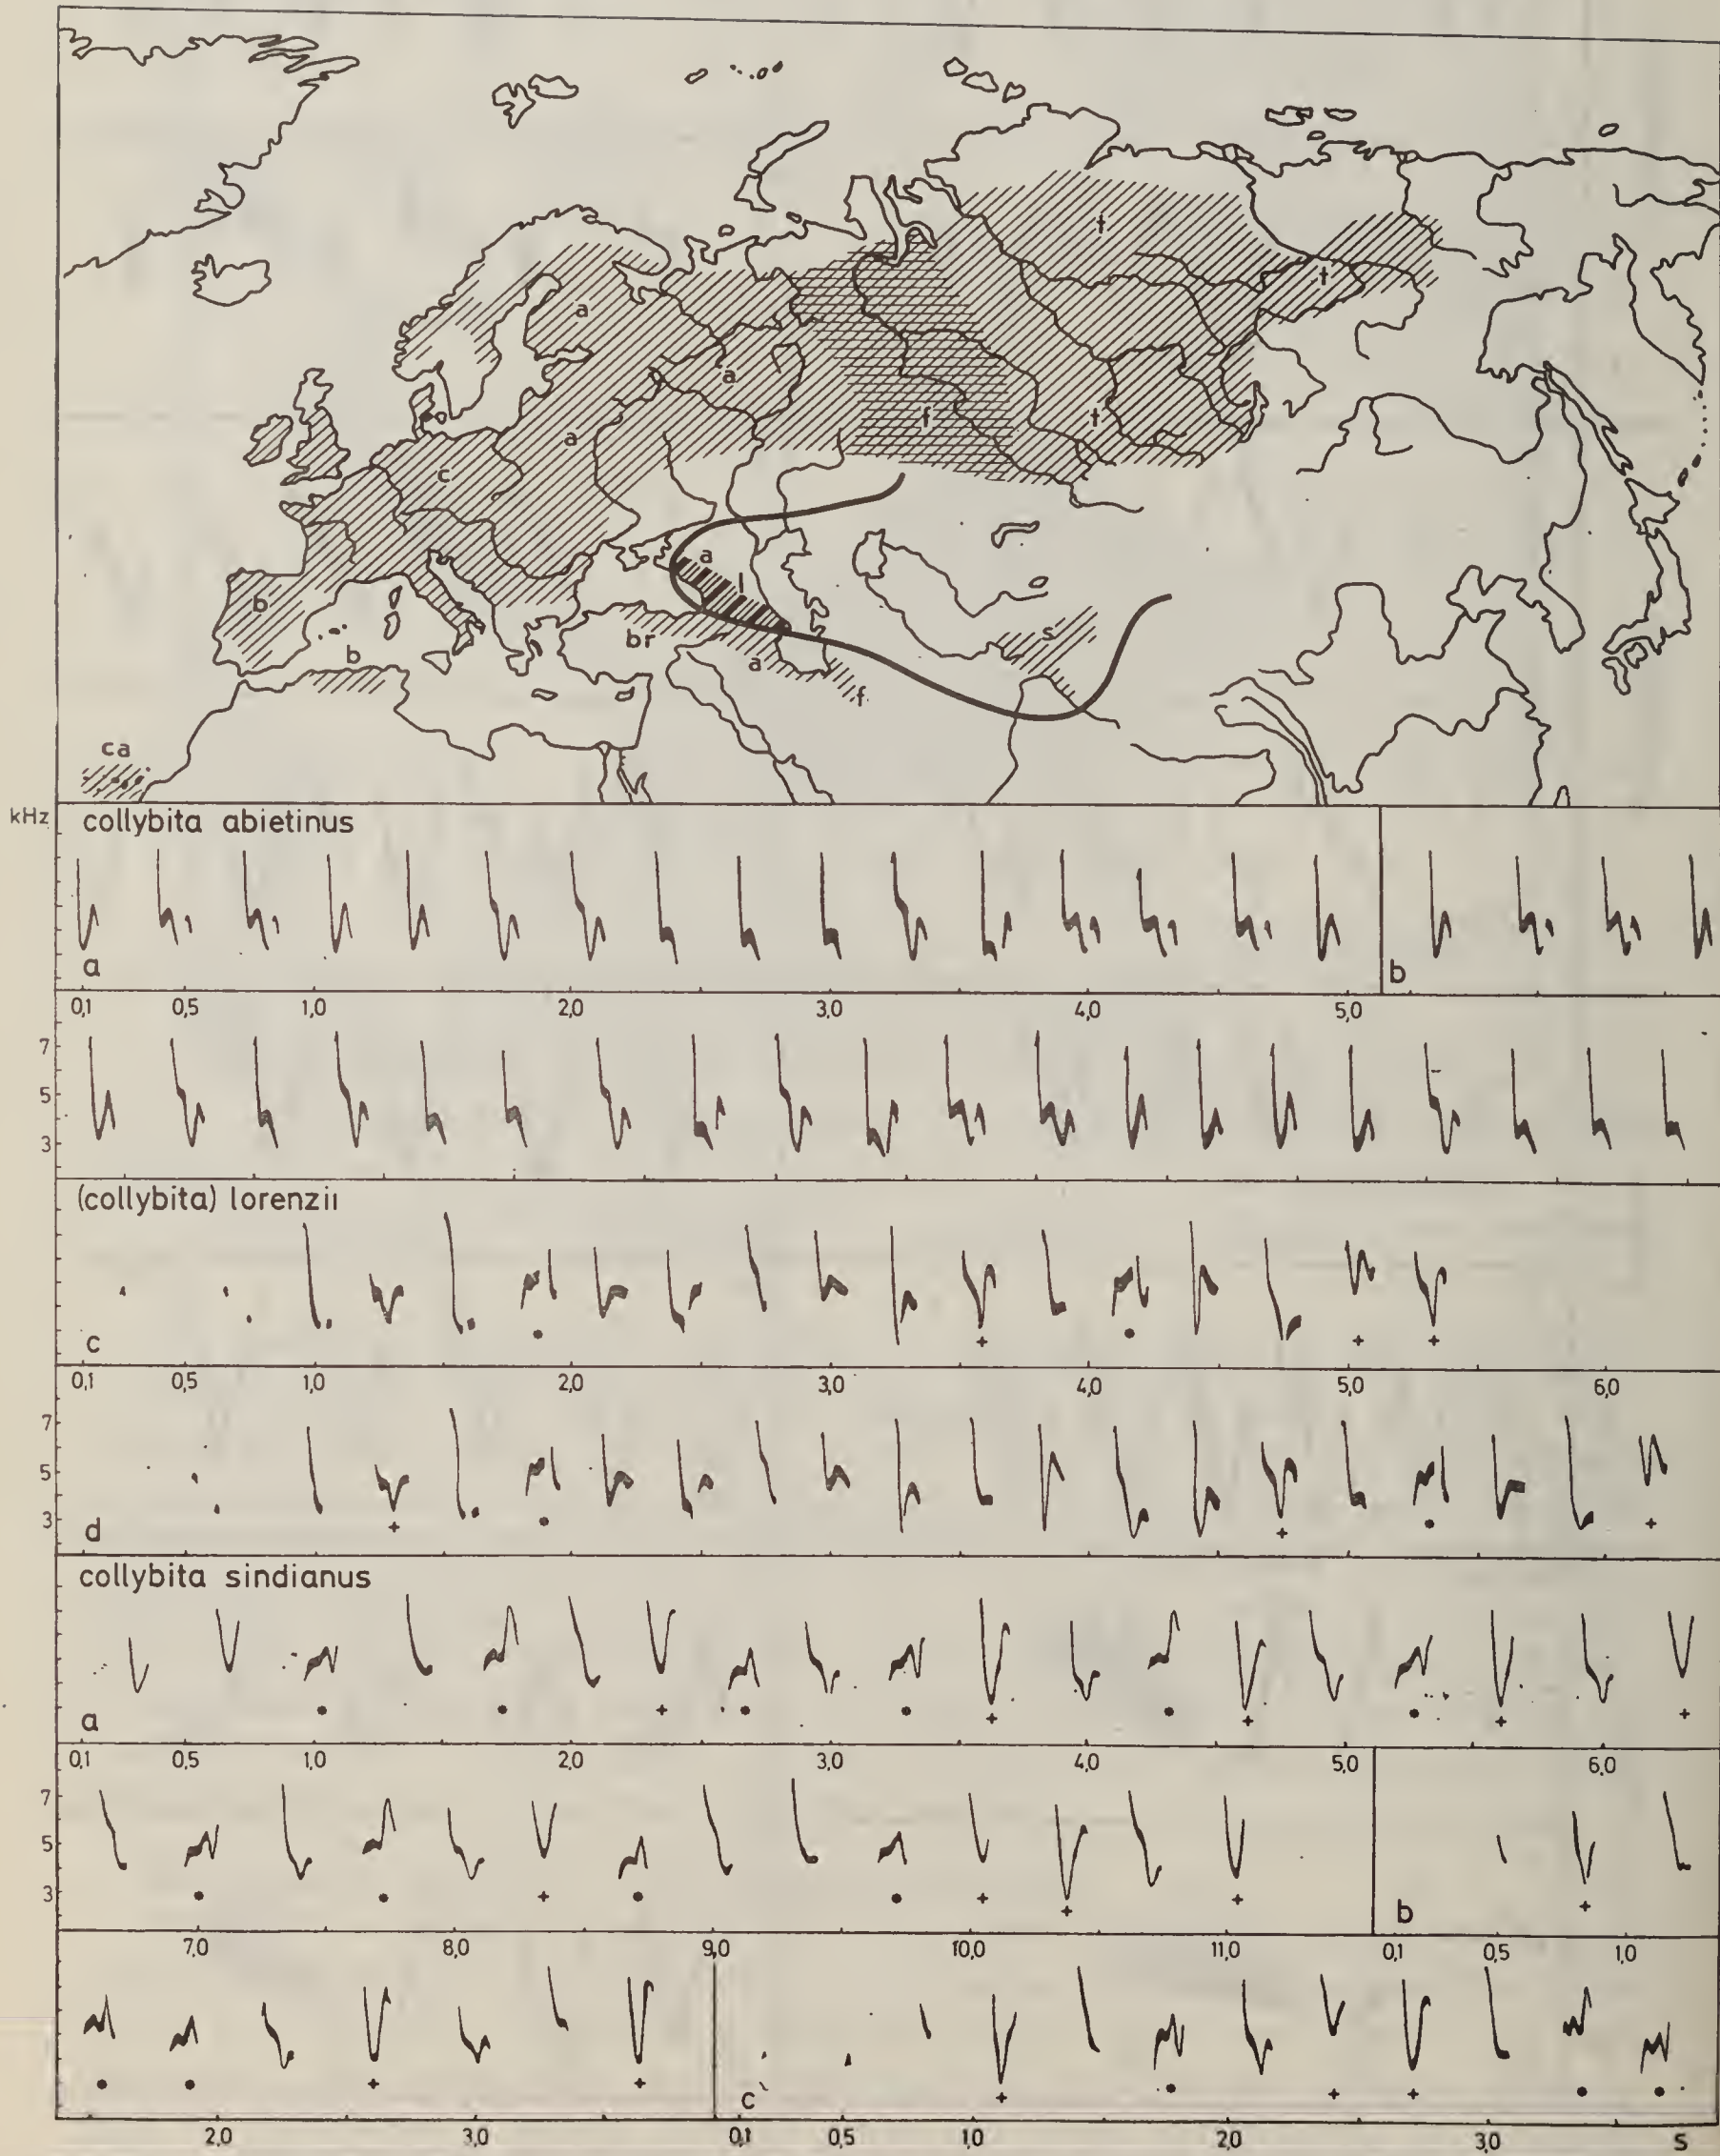 f
f
a
a
f
f
a
c
a
l
b
s
br
b
a
f
ca
kHz
collybita abietinus
a
b
0,1 0,5 1,0 2,0 3,0 4,0 5,0
7
5
3
(collybita) lorenzii
c
0,1 0,5 1,0 2,0 3,0 4,0 5,0 6,0
7
5
3
d
collybita sindianus
a
0,1 0,5 1,0 2,0 3,0 4,0 5,0 6,0
7
5
3
b
7,0 8,0 9,0 10,0 11,0 0,1 0,5 1,0
c
2,0 3,0 0,1 0,5 1,0 2,0 3,0 s